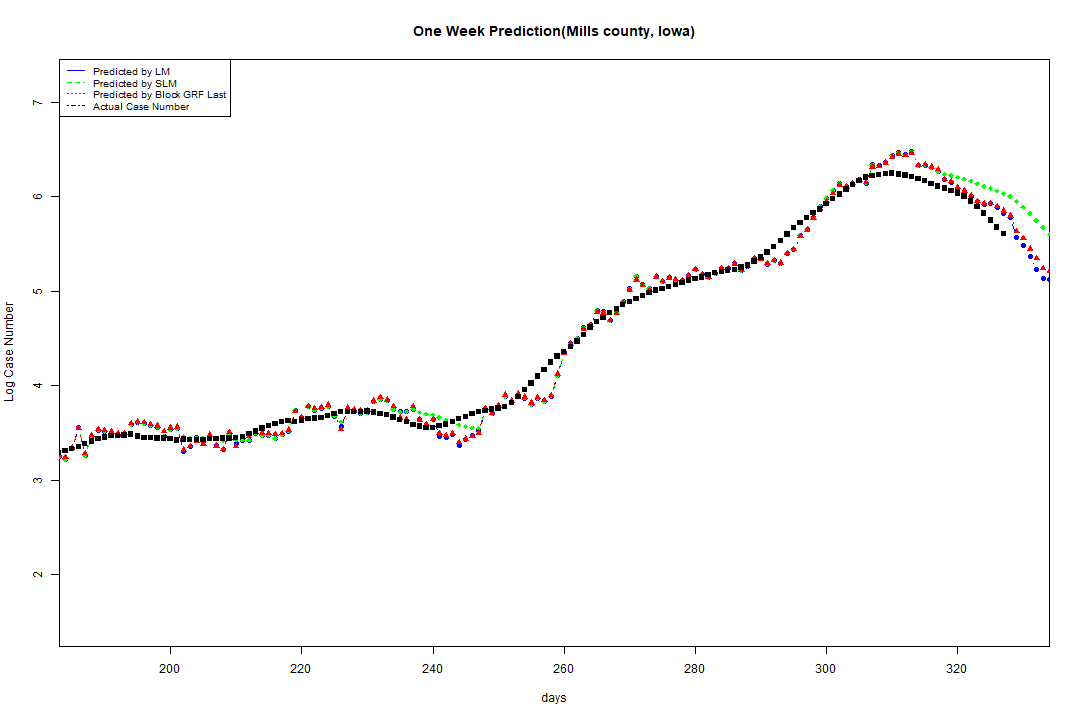 One Week Prediction(Mills county, Iowa)
Predicted by LM
Predicted by SLM
Predicted by Block GRF Last
Actual Case Number
7
6
5
4
3
2
Log Case Number
200 220 240 260 280 300 320
days